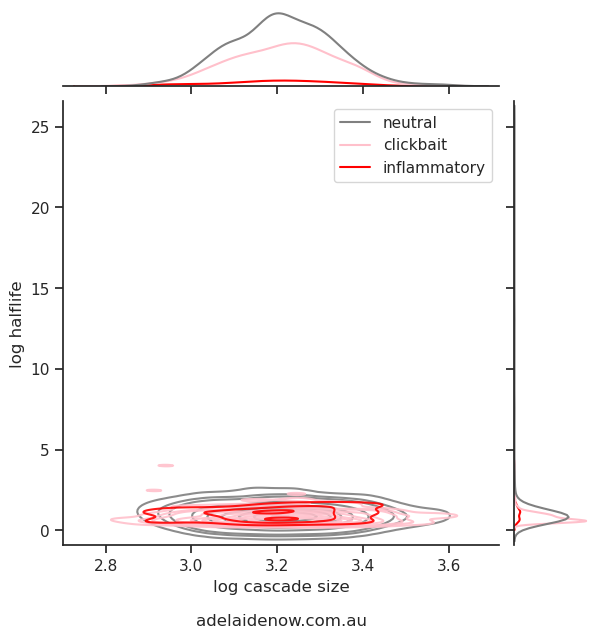 neutral
clickbait
inflammatory
25
20
15
10
5
0
log halflife
2.8 3.0 3.2 3.4 3.6
log cascade size
adelaidenow.com.au